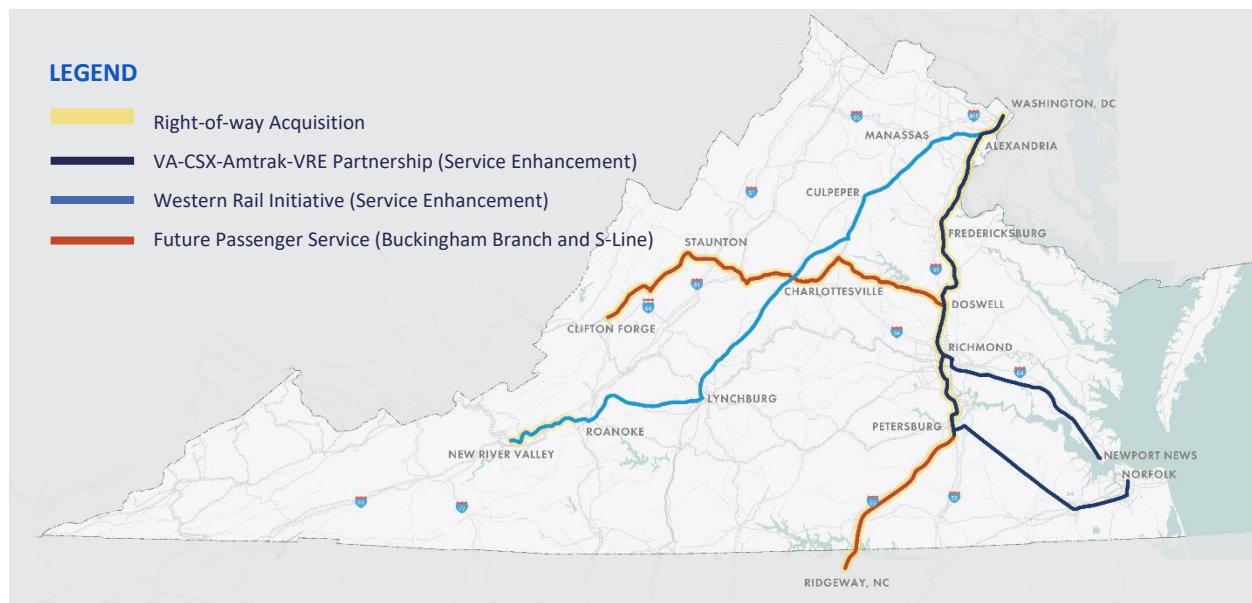 LEGEND
Right-of-way Acquisition
VA-CSX-Amtrak-VRE Partnership (Service Enhancement)
Western Rail Initiative (Service Enhancement)
Future Passenger Service (Buckingham Branch and S-Line)
WASHINGTON, DC
MANASSAS
ALEXANDRIA
CULPEPER
FREDERICKSBURG
STAUNTON
CHARLOTTESVILLE
DOSWELL
CLIFTON FORGE
RICHMOND
LYNCHBURG
PETERSBURG
ROANOKE
NEW RIVER VALLEY
NEWPORT NEWS
NORFOLK
RIDGEWAY, NC